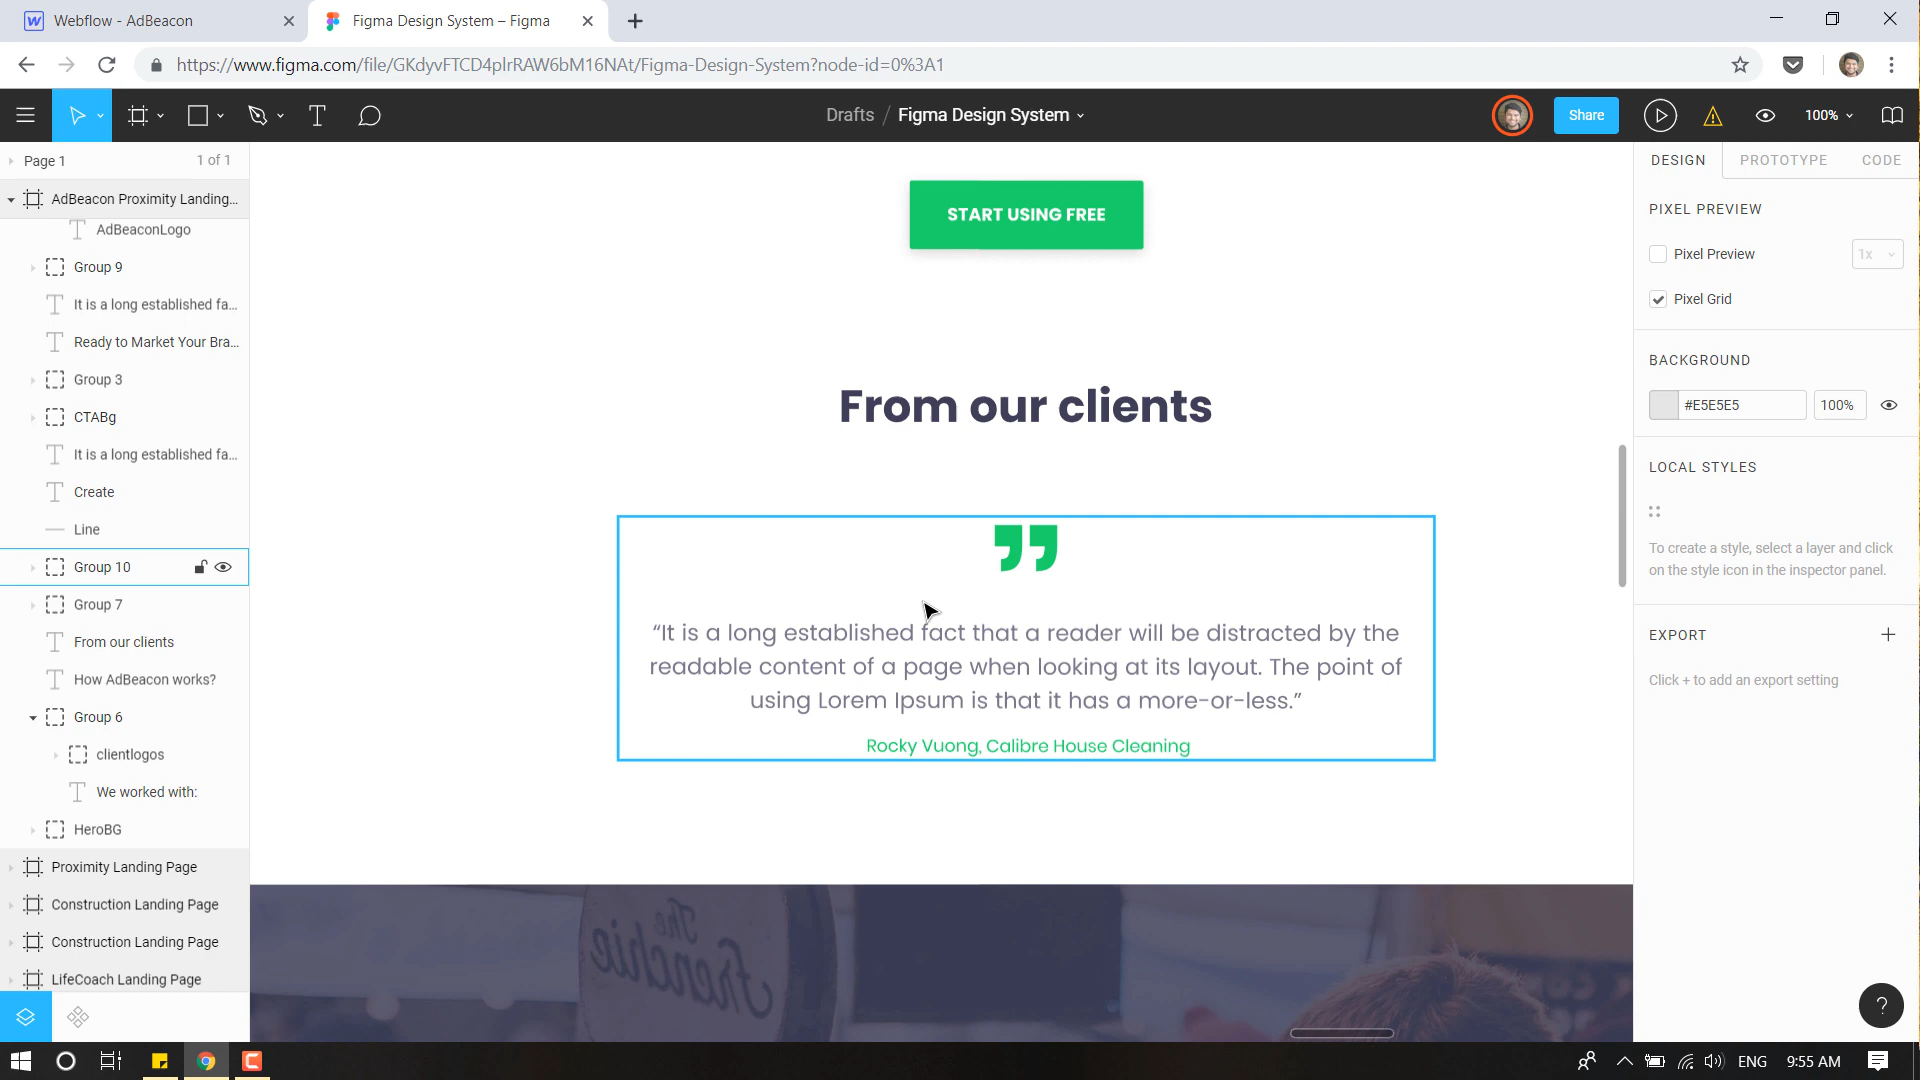 Webflow - AdBeacon
Figma Design System – Figma
https://www.figma.com/file/GKdyvFTCD4plrRAW6bM16NAt/Figma-Design-System?node-id=0%3A1
Drafts / Figma Design System
Share
100%
Page 1
1 of 1
AdBeacon Proximity Landing...
AdBeaconLogo
Group 9
It is a long established fa...
Ready to Market Your Bra...
Group 3
CTABg
It is a long established fa...
Create
Line
Group 10
Group 7
From our clients
How AdBeacon works?
Group 6
clientlogos
We worked with:
HeroBG
Proximity Landing Page
Construction Landing Page
Construction Landing Page
LifeCoach Landing Page
START USING FREE
From our clients
“It is a long established fact that a reader will be distracted by the
readable content of a page when looking at its layout. The point of
using Lorem Ipsum is that it has a more-or-less.”
Rocky Vuong, Calibre House Cleaning
The
Frenchie
DESIGN
PROTOTYPE
CODE
PIXEL PREVIEW
Pixel Preview
1x
Pixel Grid
BACKGROUND
#E5E5E5
100%
LOCAL STYLES
To create a style, select a layer and click
on the style icon in the inspector panel.
EXPORT
Click + to add an export setting
?
ENG
9:55 AM